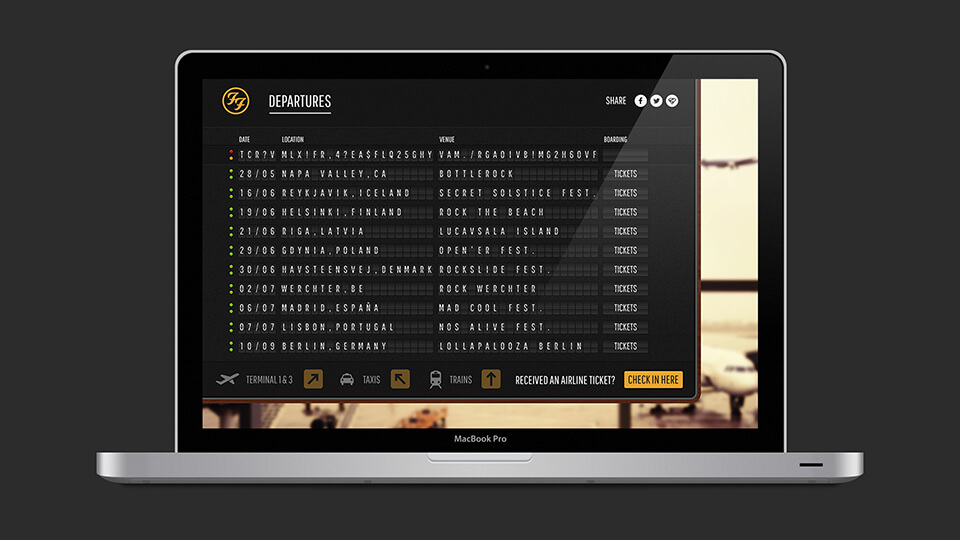 FF DEPARTURES SHARE
DATE LOCATION VENUE BOARDING
TCR?V MLX!FR,4?EA$FLQ25GHY VAM./RGAOIVB!MG2H6OVF
28/05 NAPA VALLEY,CA BOTTLEROCK TICKETS
16/06 REYKJAVIK,ICELAND SECRET SOLSTICE FEST. TICKETS
19/06 HELSINKI,FINLAND ROCK THE BEACH TICKETS
21/06 RIGA,LATVIA LUCAVSALA ISLAND TICKETS
29/06 GDYNIA,POLAND OPEN'ER FEST. TICKETS
30/06 HAVSTEENSVEJ,DENMARK ROCKSLIDE FEST. TICKETS
02/07 WERCHTER,BE ROCK WERCHTER TICKETS
06/07 MADRID,ESPAÑA MAD COOL FEST. TICKETS
07/07 LISBON,PORTUGAL NOS ALIVE FEST. TICKETS
10/09 BERLIN,GERMANY LOLLAPALOOZA BERLIN TICKETS
TERMINAL 1 & 3 TAXIS TRAINS RECEIVED AN AIRLINE TICKET? CHECK IN HERE
MacBook Pro